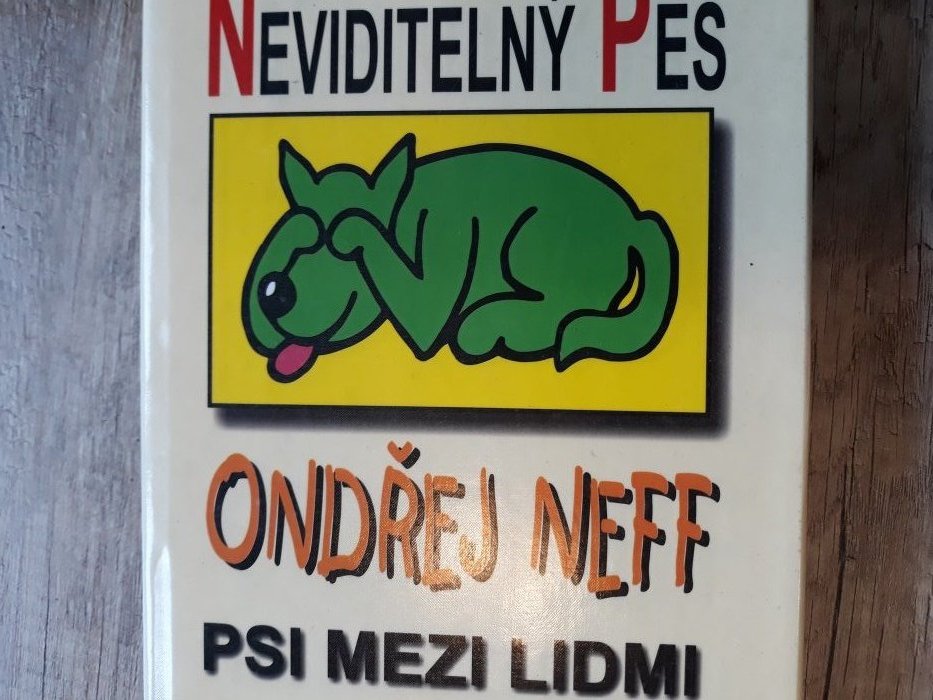 NEVIDITELNÝ PES
ONDŘEJ NEFF
PSI MEZI LIDMI